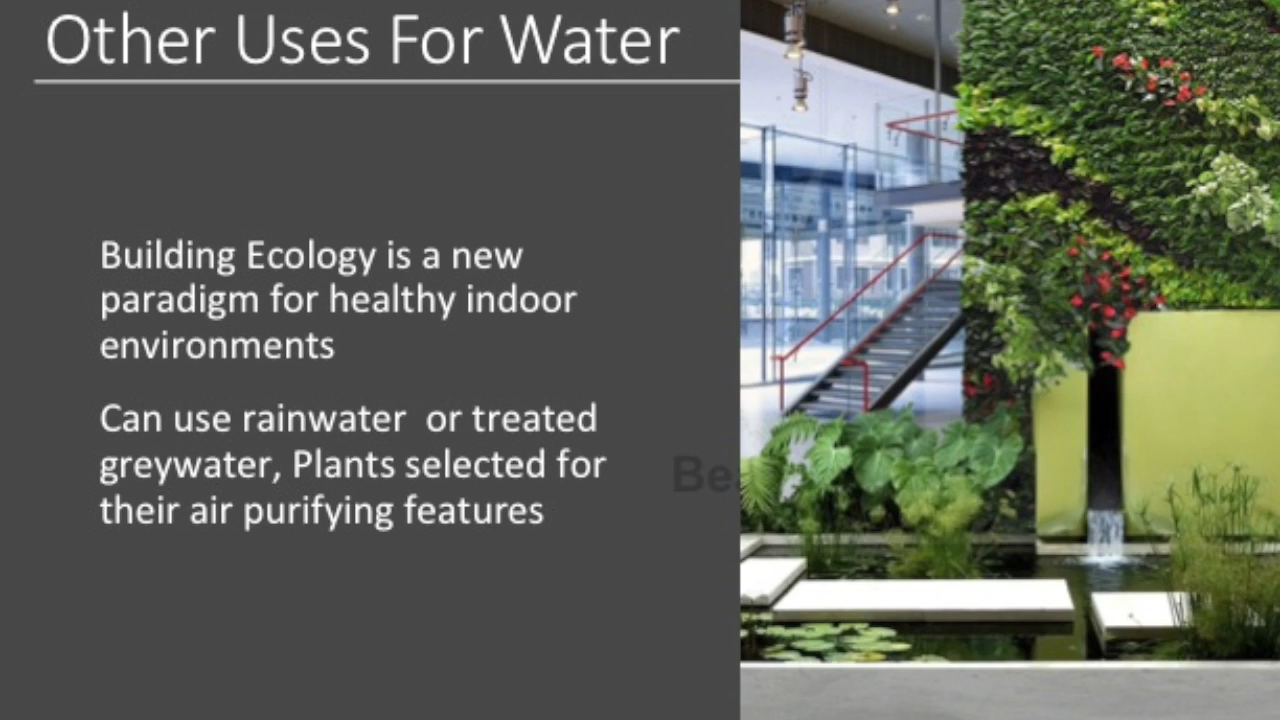 Other Uses For Water
Building Ecology is a new
paradigm for healthy indoor
environments
Can use rainwater  or treated
greywater, Plants selected for
their air purifying features